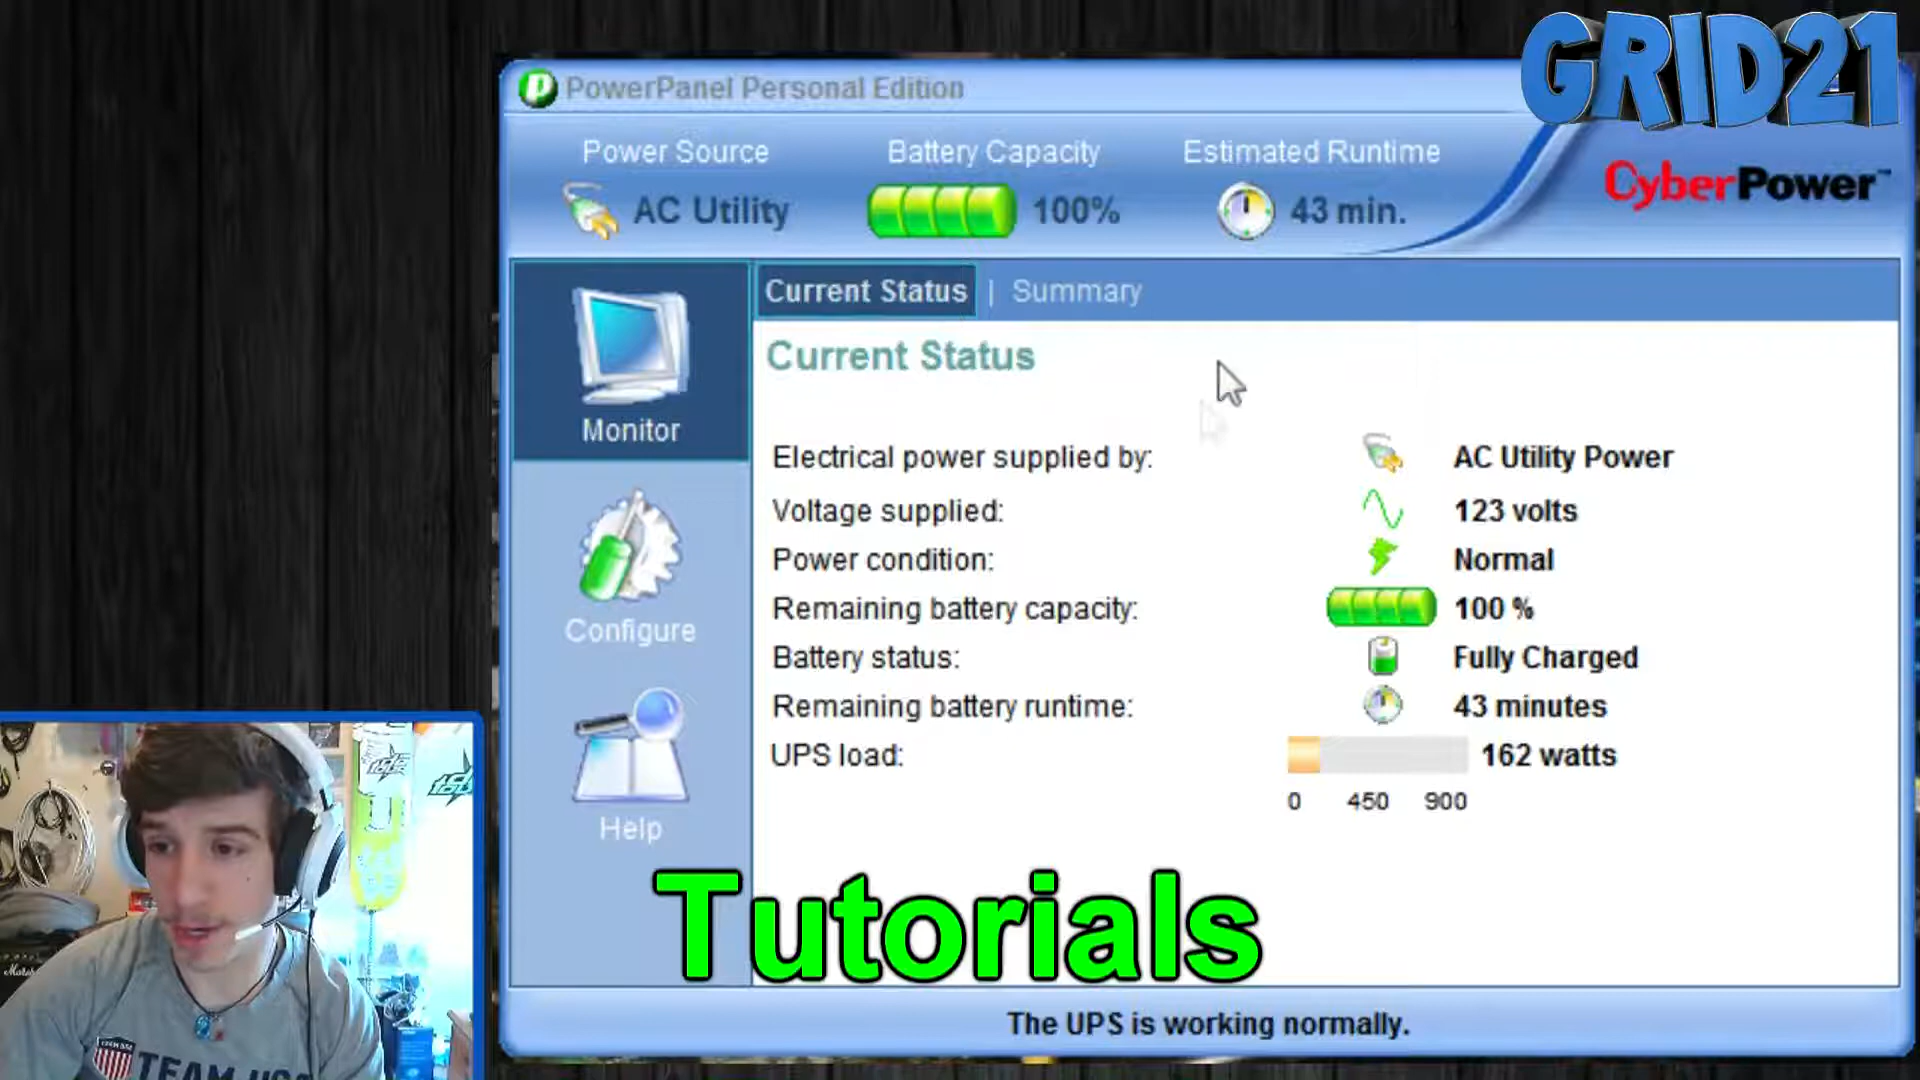 GRID21
PowerPanel Personal Edition
Power Source
Battery Capacity
Estimated Runtime
AC Utility
100%
43 min.
CyberPower™
Monitor
Configure
Help
Current Status | Summary
Current Status
Electrical power supplied by: AC Utility Power
Voltage supplied: 123 volts
Power condition: Normal
Remaining battery capacity: 100 %
Battery status: Fully Charged
Remaining battery runtime: 43 minutes
UPS load: 162 watts
0 450 900
Tutorials
The UPS is working normally.
TEAM